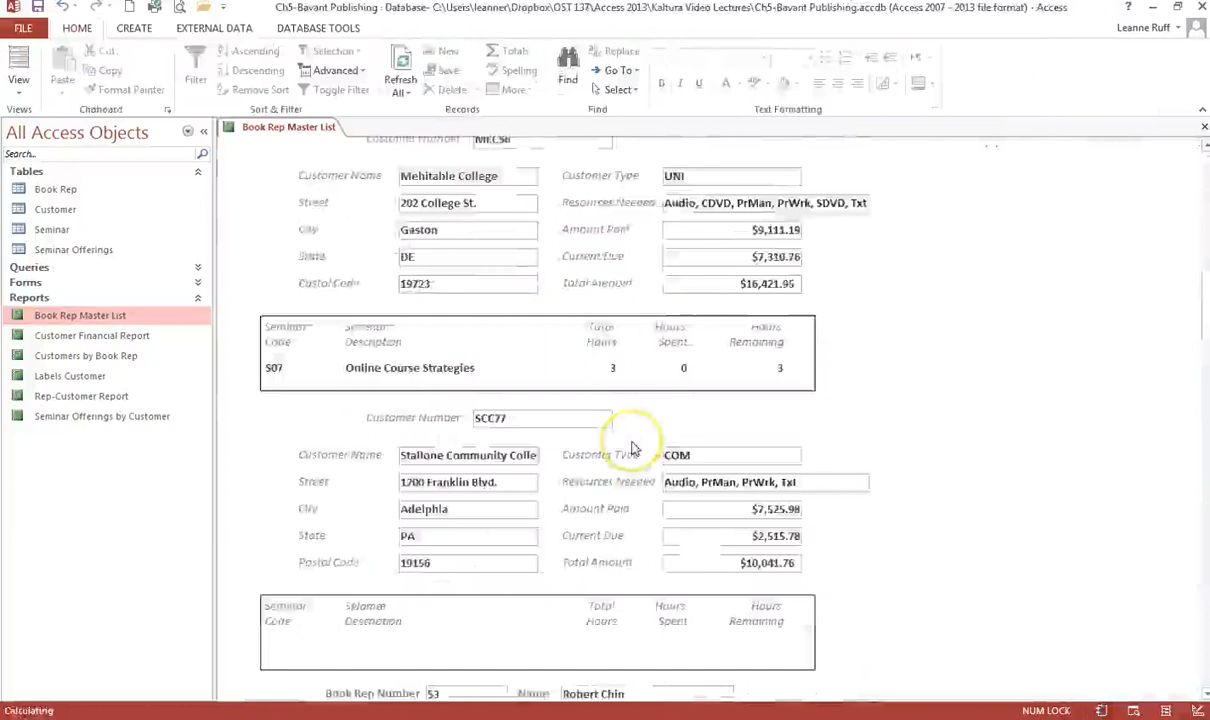 Ch5-Bavant Publishing : Database- C:\Users\leanner\Dropbox\OST 137\Access 2013\Kaltura Video Lectures\Ch5-Bavant Publishing.accdb (Access 2007 - 2013 file format) - Access
FILE HOME CREATE EXTERNAL DATA DATABASE TOOLS Leanne Ruff
Cut Ascending Selection New Totals Replace
Copy Descending Advanced Save Spelling Go To
View Paste Format Painter Filter Remove Sort Toggle Filter Refresh All Delete More Find Select
Views Clipboard Sort & Filter Records Find Text Formatting
All Access Objects
Book Rep Master List
Search...
Tables
Book Rep
Customer
Seminar
Seminar Offerings
Queries
Forms
Reports
Book Rep Master List
Customer Financial Report
Customers by Book Rep
Labels Customer
Rep-Customer Report
Seminar Offerings by Customer
Customer Number MEC56
Customer Name Mehitable College Customer Type UNI
Street 202 College St. Resources Needed Audio, CDVD, PrMan, PrWrk, SDVD, Txt
City Gaston Amount Paid $9,111.19
State DE Current Due $7,310.76
Postal Code 19723 Total Amount $16,421.95
Seminar Seminar Total Hours Hours
Code Description Hours Spent Remaining
S07 Online Course Strategies 3 0 3
Customer Number SCC77
Customer Name Stallone Community Colle Customer Type COM
Street 1200 Franklin Blvd. Resources Needed Audio, PrMan, PrWrk, Txt
City Adelphia Amount Paid $7,525.98
State PA Current Due $2,515.78
Postal Code 19156 Total Amount $10,041.76
Seminar Seminar Total Hours Hours
Code Description Hours Spent Remaining
Book Rep Number 53 Name Robert Chin
Calculating
NUM LOCK